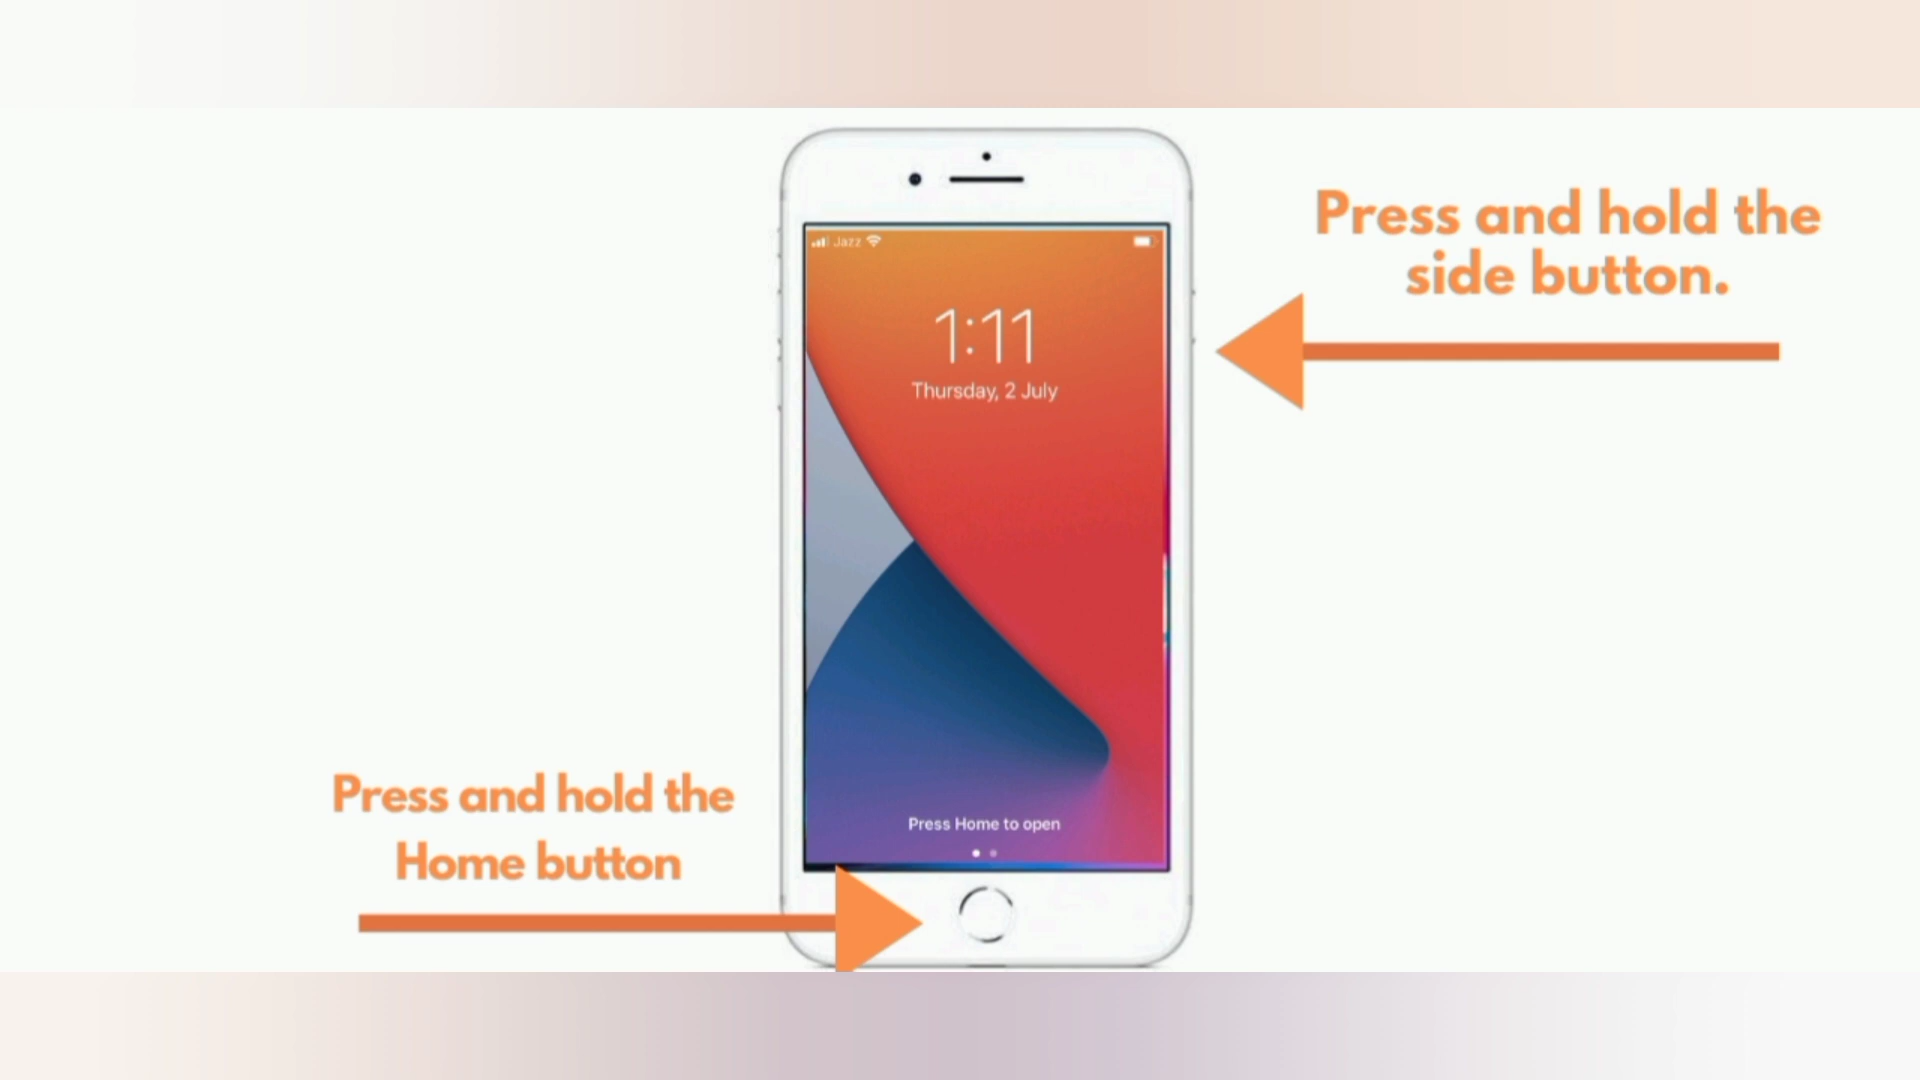 Press and hold the
side button.
Jazz
1:11
Thursday, 2 July
Press and hold the
Home button
Press Home to open